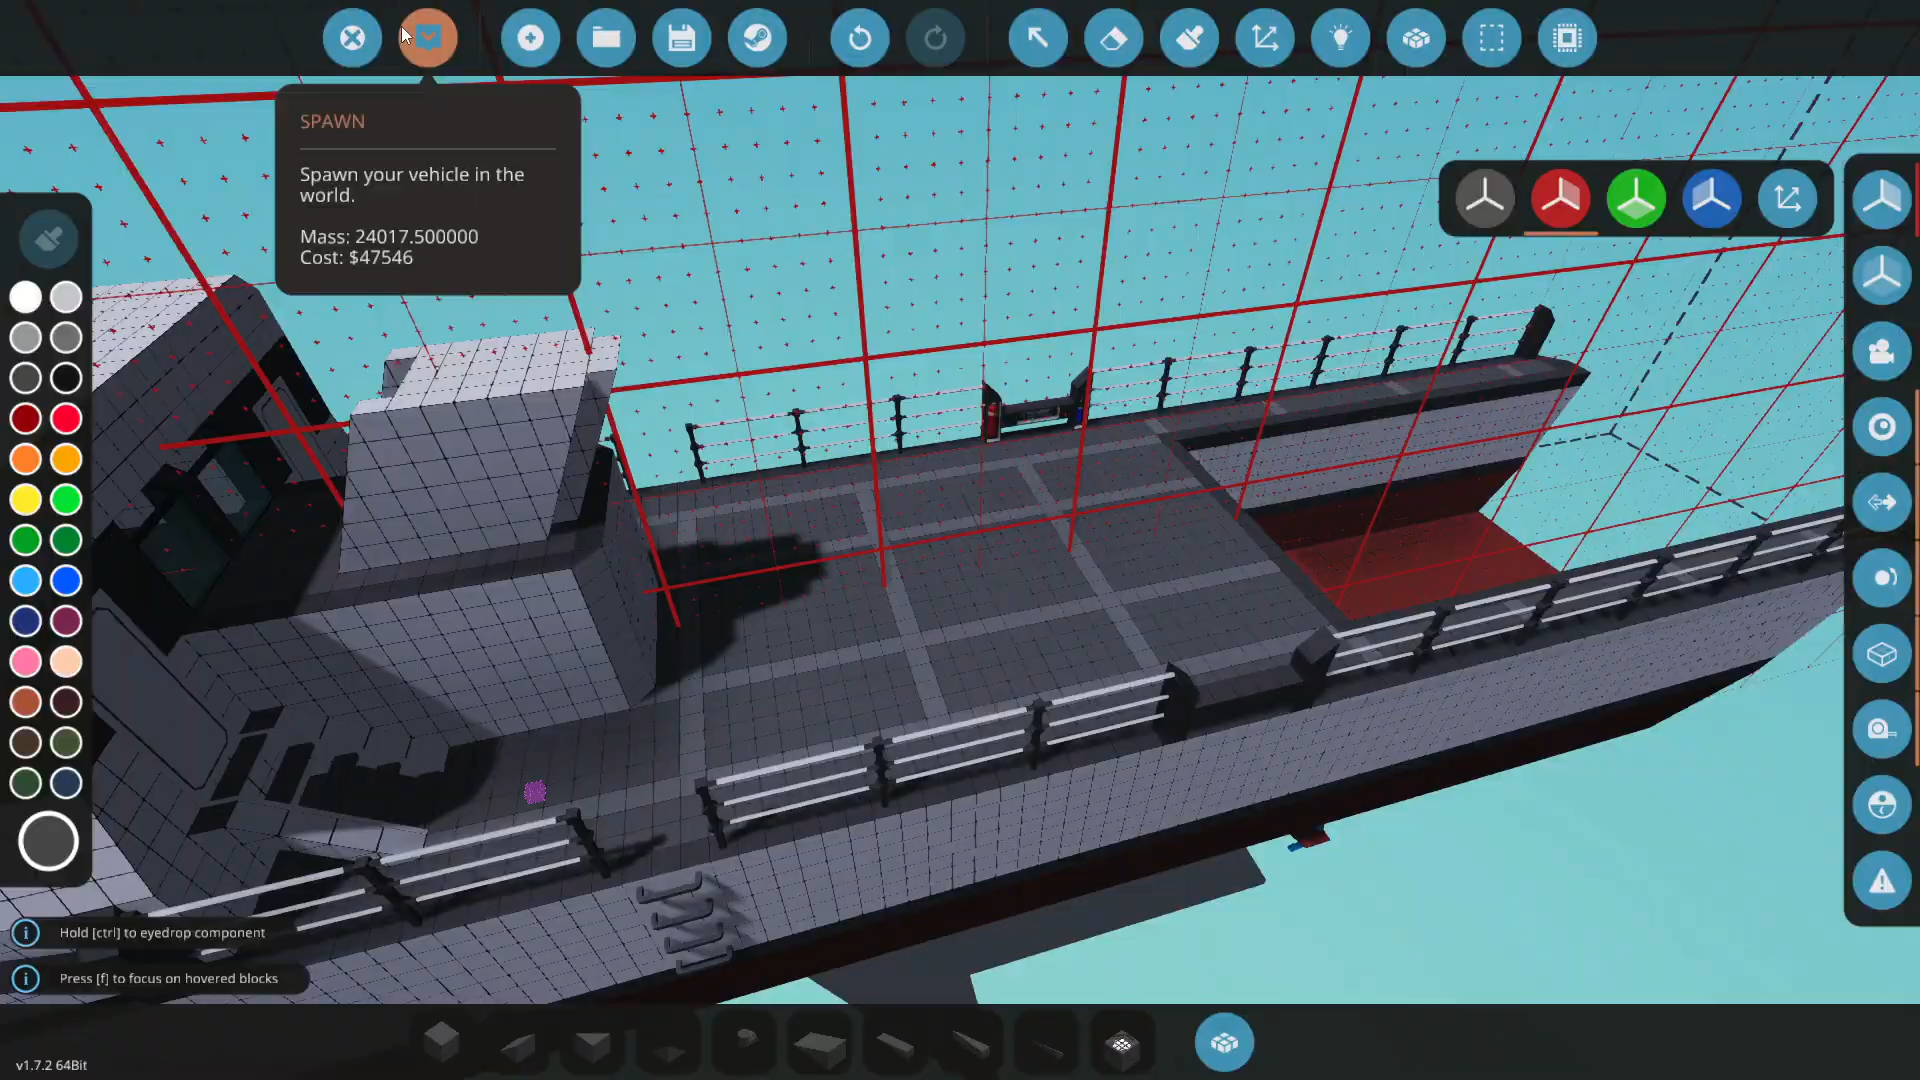 SPAWN
Spawn your vehicle in the
world.
Mass: 24017.500000
Cost: $47546
Hold [ctrl] to eyedrop component
Press [f] to focus on hovered blocks
v1.7.2 64Bit